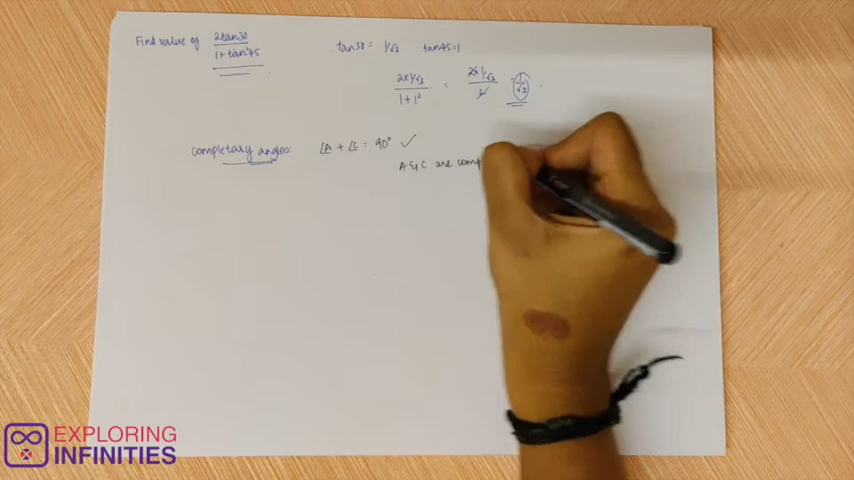 Find value of 2tan30 / 1+tan²45
tan30 = 1/√3 tan45=1
2×1/√3 / 1+1² = 2×1/√3 / 2 = 1/√3
completary angles: ∠A + ∠C = 90° ✓
A & C are comp
EXPLORING
INFINITIES